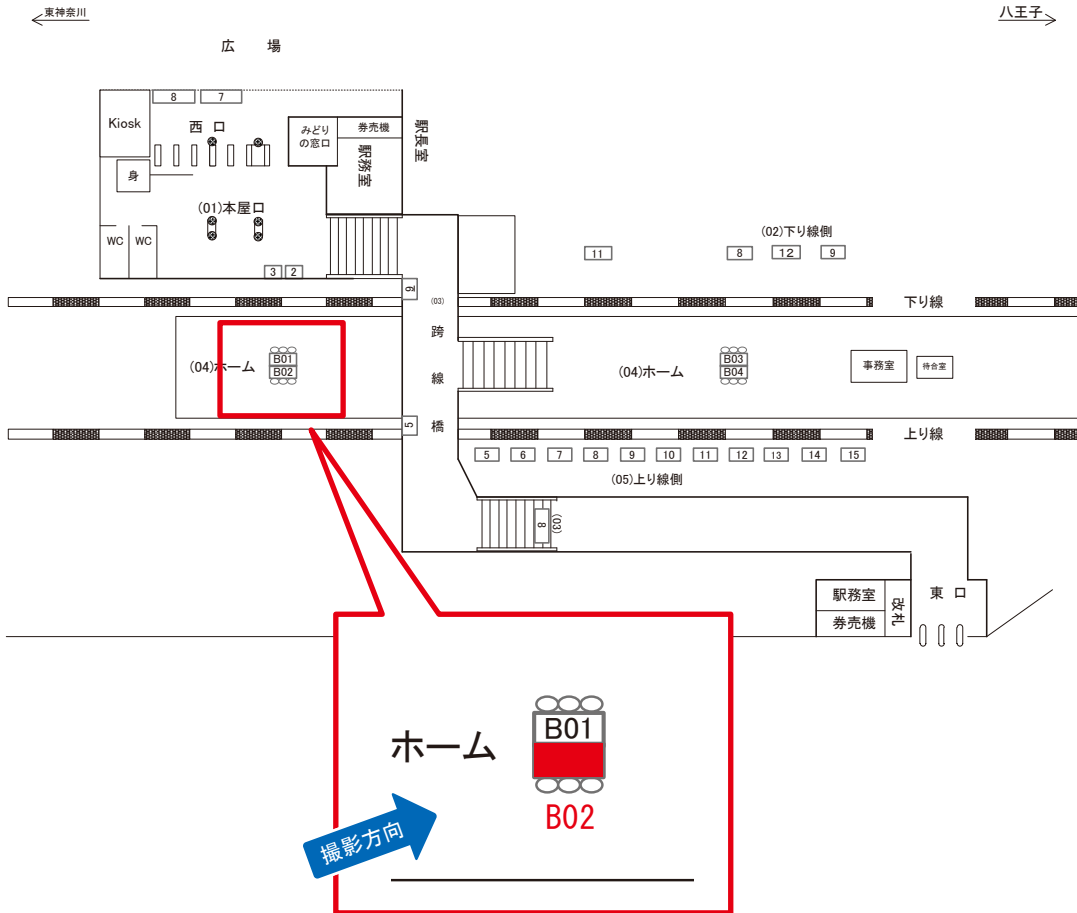 東神奈川
八王子
広 場
8
7
Kiosk
西 口
みどり
の窓口
券売機
駅長室
駅務室
身
(01)本屋口
WC
WC
3
2
(02)下り線側
11
8
12
9
9
(03)
下り線
跨線橋
(04)ホーム
B01
B02
(04)ホーム
B03
B04
事務室
待合室
5
上り線
5
6
7
8
9
10
11
12
13
14
15
(05)上り線側
8
(03)
駅務室
券売機
改札
東 口
ホーム
B01
B02
撮影方向